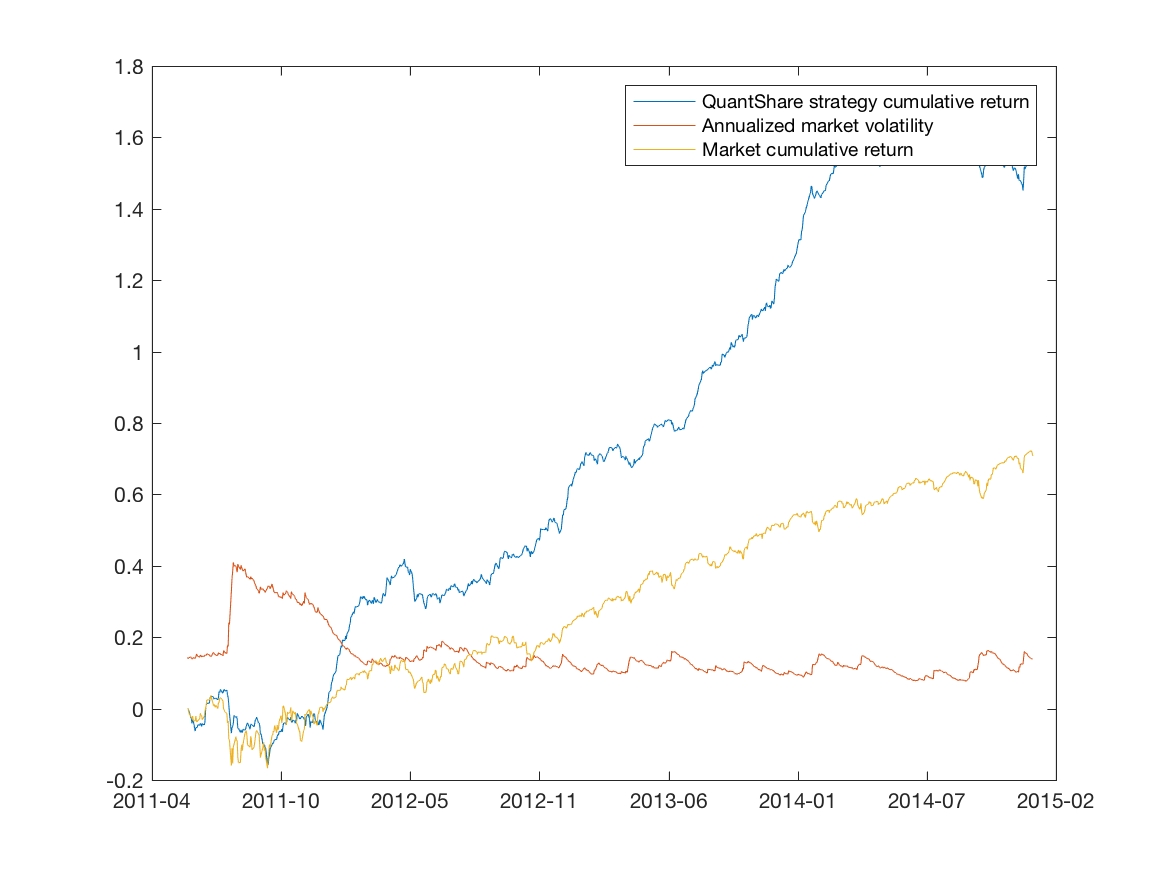 1.8
1.6
1.4
1.2
1
0.8
0.6
0.4
0.2
0
-0.2
2011-04 2011-10 2012-05 2012-11 2013-06 2014-01 2014-07 2015-02
QuantShare strategy cumulative return
Annualized market volatility
Market cumulative return